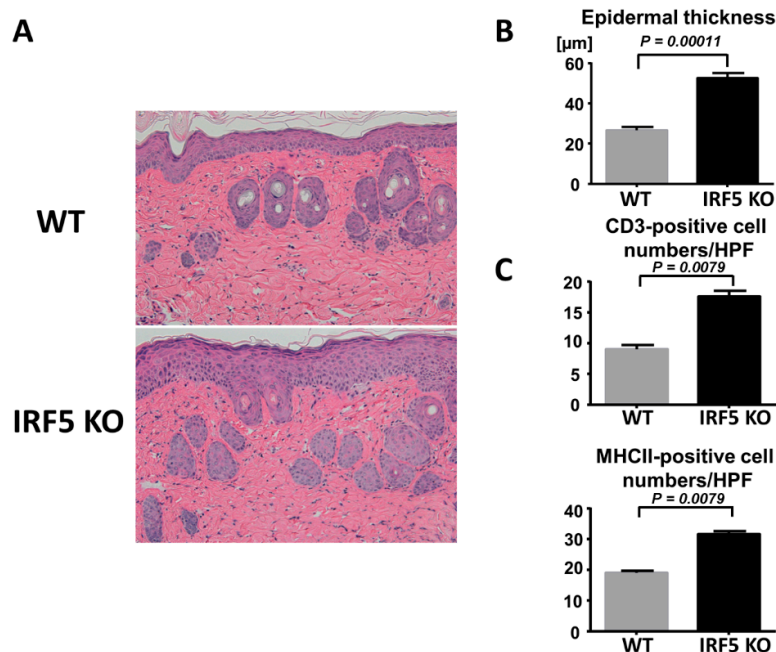 A
WT
IRF5 KO
B
Epidermal thickness
[µm]
P = 0.00011
60
40
20
0
WT
IRF5 KO
C
CD3-positive cell
numbers/HPF
P = 0.0079
20
15
10
5
0
WT
IRF5 KO
MHCII-positive cell
numbers/HPF
P = 0.0079
40
30
20
10
0
WT
IRF5 KO